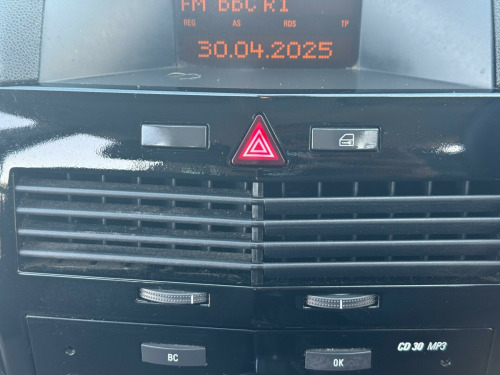 FM BBC R1
REG AS RDS TP
30.04.2025
CD 30 MP3
BC OK